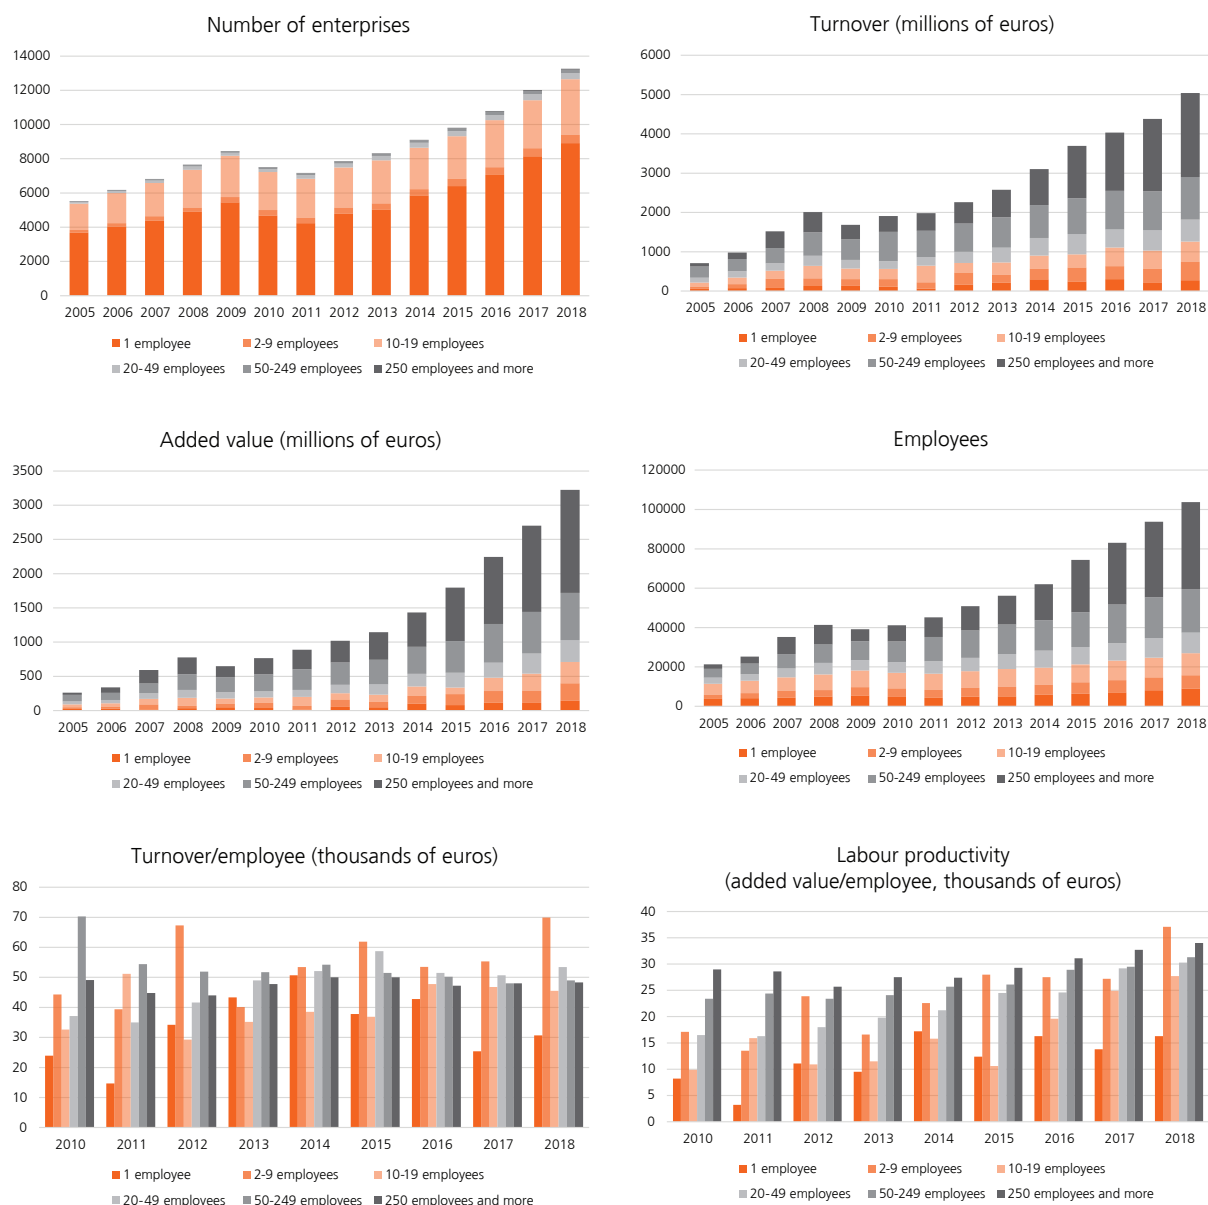 Number of enterprises
14000
12000
10000
8000
6000
4000
2000
0
2005 2006 2007 2008 2009 2010 2011 2012 2013 2014 2015 2016 2017 2018
1 employee 2-9 employees 10-19 employees
20-49 employees 50-249 employees 250 employees and more
Turnover (millions of euros)
6000
5000
4000
3000
2000
1000
0
2005 2006 2007 2008 2009 2010 2011 2012 2013 2014 2015 2016 2017 2018
1 employee 2-9 employees 10-19 employees
20-49 employees 50-249 employees 250 employees and more
Added value (millions of euros)
3500
3000
2500
2000
1500
1000
500
0
2005 2006 2007 2008 2009 2010 2011 2012 2013 2014 2015 2016 2017 2018
1 employee 2-9 employees 10-19 employees
20-49 employees 50-249 employees 250 employees and more
Employees
120000
100000
80000
60000
40000
20000
0
2005 2006 2007 2008 2009 2010 2011 2012 2013 2014 2015 2016 2017 2018
1 employee 2-9 employees 10-19 employees
20-49 employees 50-249 employees 250 employees and more
Turnover/employee (thousands of euros)
80
70
60
50
40
30
20
10
0
2010 2011 2012 2013 2014 2015 2016 2017 2018
1 employee 2-9 employees 10-19 employees
20-49 employees 50-249 employees 250 employees and more
Labour productivity
(added value/employee, thousands of euros)
40
35
30
25
20
15
10
5
0
2010 2011 2012 2013 2014 2015 2016 2017 2018
1 employee 2-9 employees 10-19 employees
20-49 employees 50-249 employees 250 employees and more